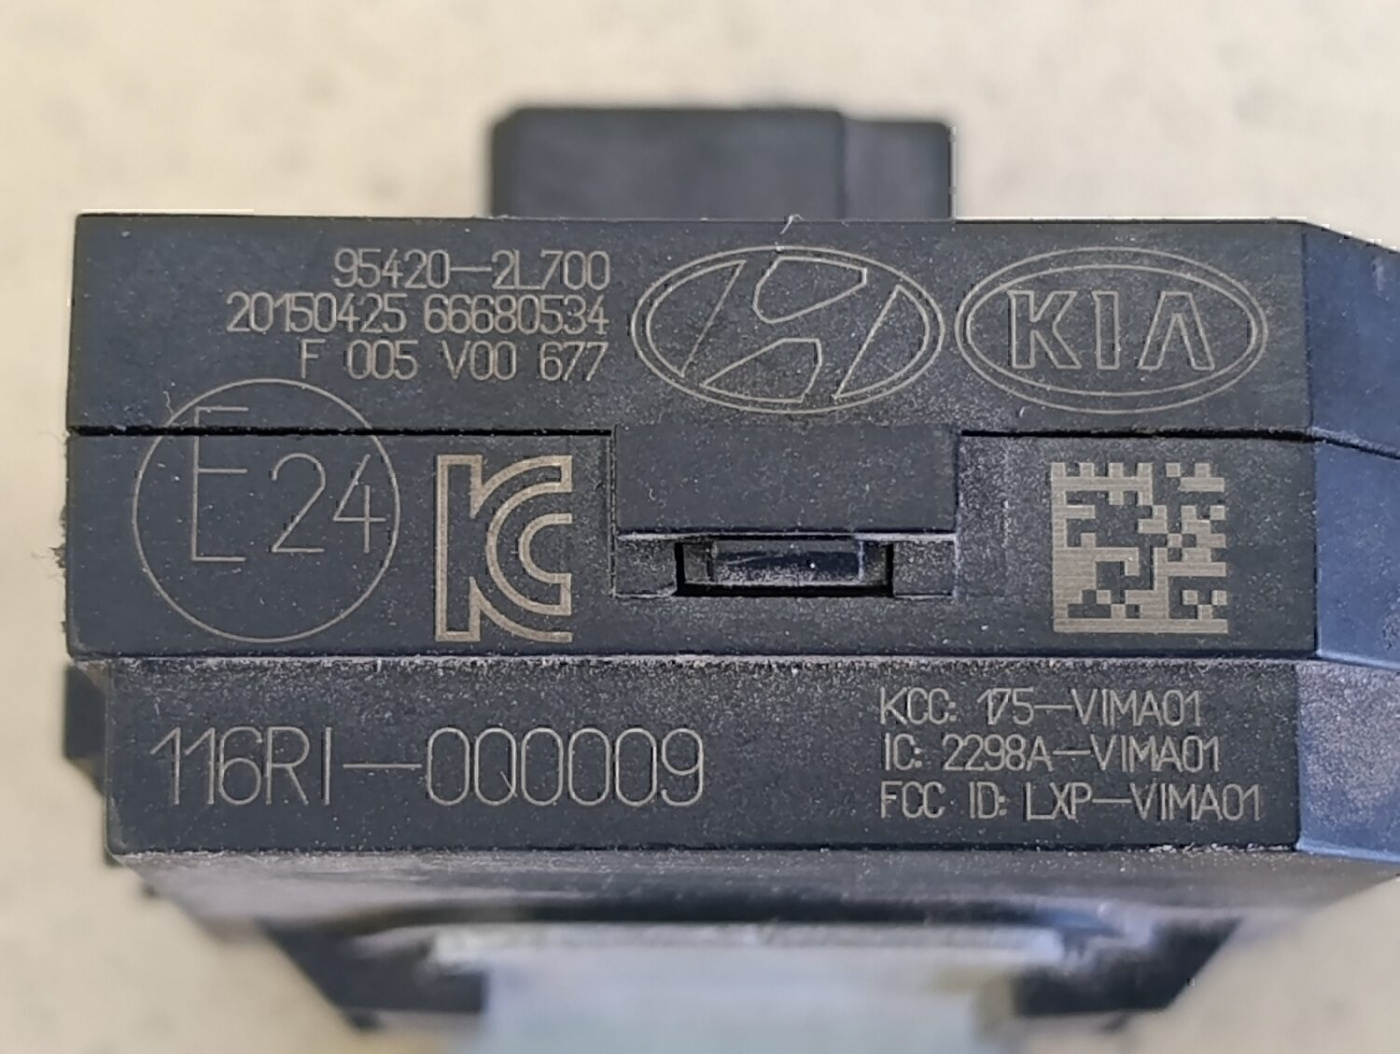 95420-2L700
20150425 66680534
F 005 V00 677
KIA
E24
KC
116RI-000009
KCC: 175-VIMA01
IC: 2298A-VIMA01
FCC ID: LXP-VIMA01